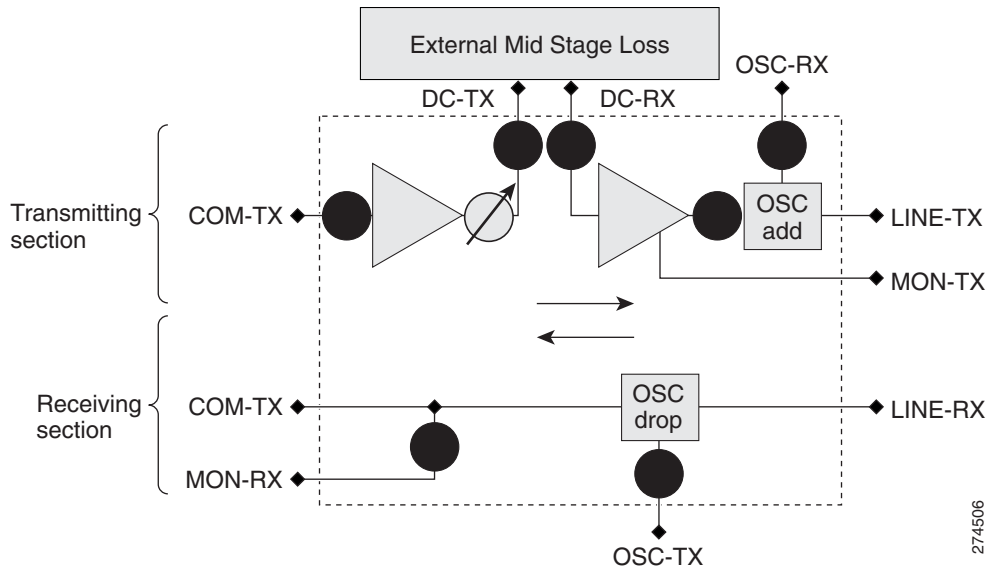 External Mid Stage Loss
OSC-RX
DC-TX
DC-RX
Transmitting
section
COM-TX
OSC
add
LINE-TX
MON-TX
Receiving
section
COM-TX
OSC
drop
LINE-RX
MON-RX
OSC-TX
274506